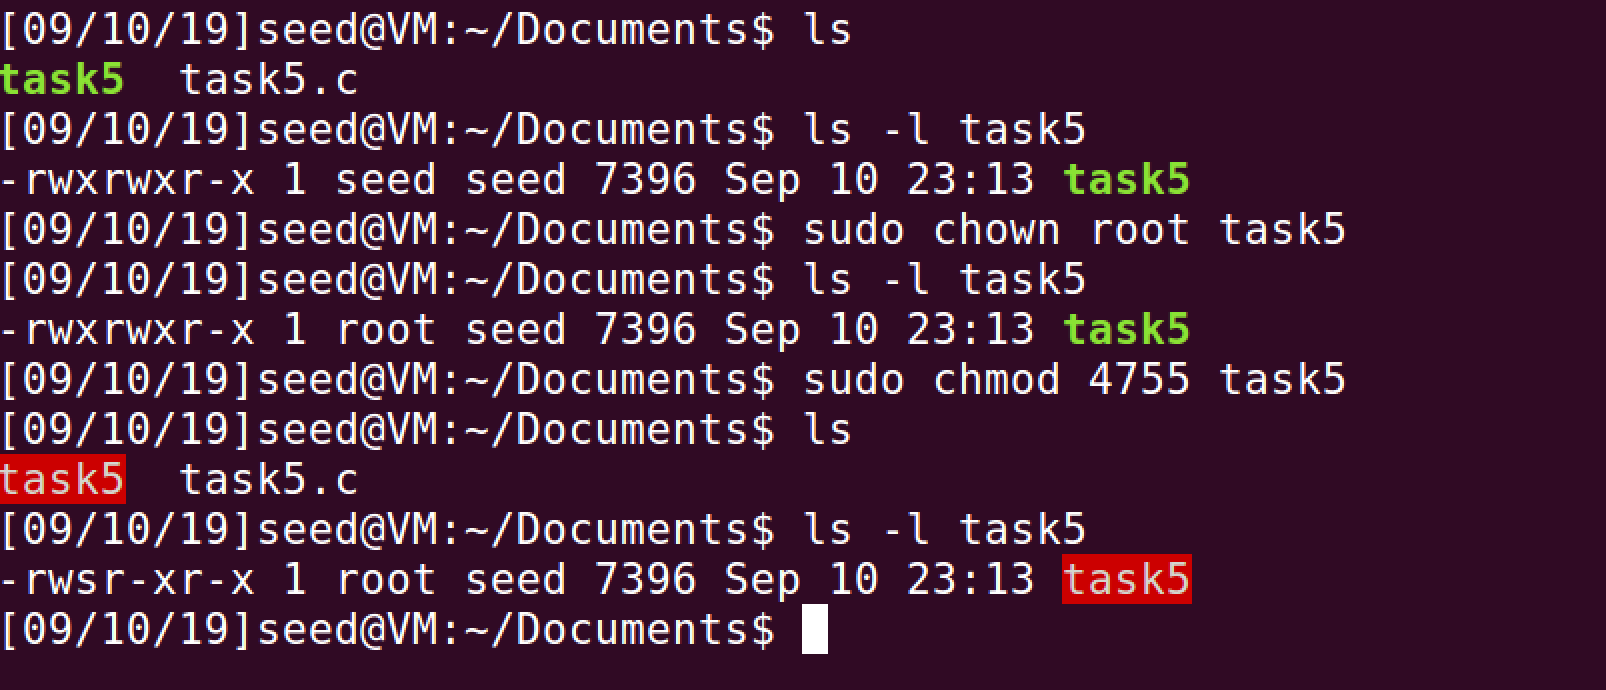 [09/10/19]seed@VM:~/Documents$ ls
task5  task5.c
[09/10/19]seed@VM:~/Documents$ ls -l task5
-rwxrwxr-x 1 seed seed 7396 Sep 10 23:13 task5
[09/10/19]seed@VM:~/Documents$ sudo chown root task5
[09/10/19]seed@VM:~/Documents$ ls -l task5
-rwxrwxr-x 1 root seed 7396 Sep 10 23:13 task5
[09/10/19]seed@VM:~/Documents$ sudo chmod 4755 task5
[09/10/19]seed@VM:~/Documents$ ls
task5  task5.c
[09/10/19]seed@VM:~/Documents$ ls -l task5
-rwsr-xr-x 1 root seed 7396 Sep 10 23:13 task5
[09/10/19]seed@VM:~/Documents$